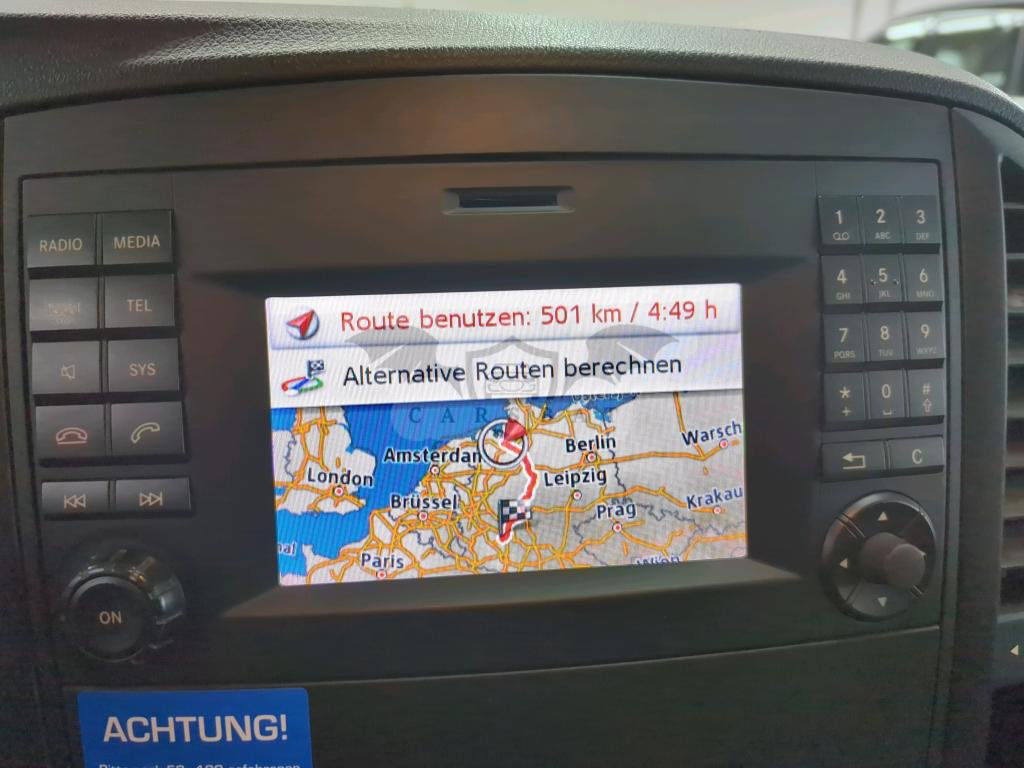 RADIO MEDIA
TEL
SYS
ON
1 2 ABC 3 DEF
4 GHI 5 JKL 6 MNO
7 PQRS 8 TUV 9 WXYZ
* + 0 #
C
Route benutzen: 501 km / 4:49 h
Alternative Routen berechnen
Amsterdam
Berlin
Warsch
London
Leipzig
Brüssel
Prag
Krakau
Paris
Wien
ACHTUNG!